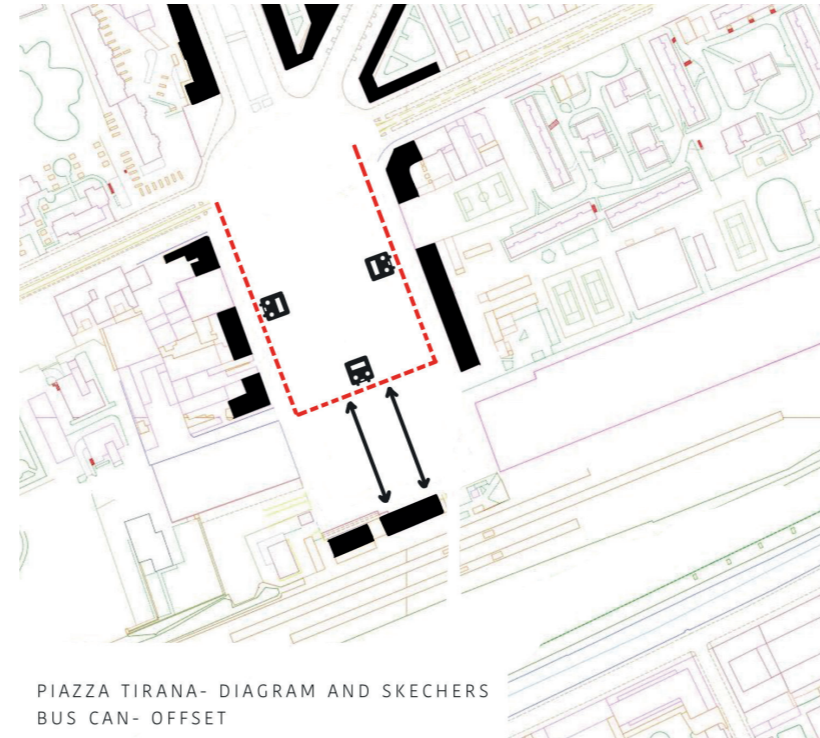 PIAZZA TIRANA- DIAGRAM AND SKECHERS
BUS CAN- OFFSET